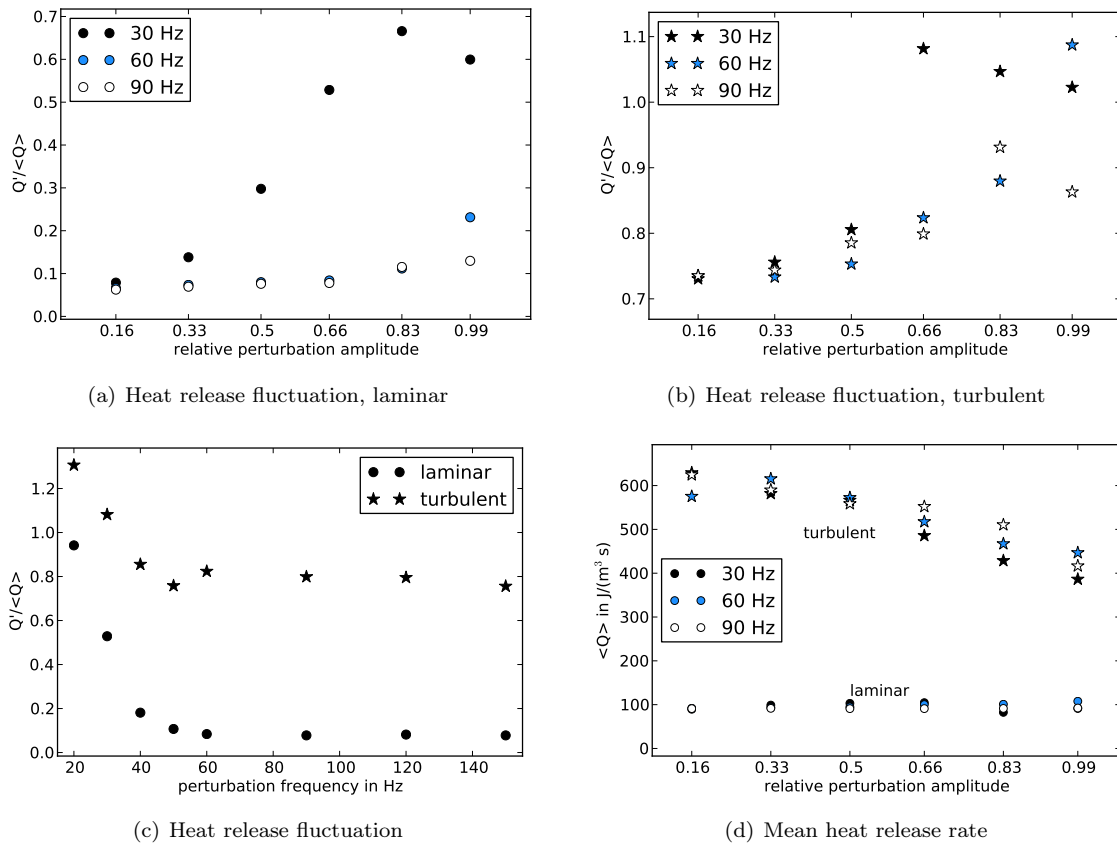 30 Hz
60 Hz
90 Hz
0.7
0.6
0.5
0.4
0.3
0.2
0.1
0.0
Q'/<Q>
0.16 0.33 0.5 0.66 0.83 0.99
relative perturbation amplitude
(a) Heat release fluctuation, laminar
30 Hz
60 Hz
90 Hz
1.1
1.0
0.9
0.8
0.7
Q'/<Q>
0.16 0.33 0.5 0.66 0.83 0.99
relative perturbation amplitude
(b) Heat release fluctuation, turbulent
laminar
turbulent
1.2
1.0
0.8
0.6
0.4
0.2
0.0
Q'/<Q>
20 40 60 80 100 120 140
perturbation frequency in Hz
(c) Heat release fluctuation
600
500
400
300
200
100
0
<Q> in J/(m³ s)
turbulent
30 Hz
60 Hz
90 Hz
laminar
0.16 0.33 0.5 0.66 0.83 0.99
relative perturbation amplitude
(d) Mean heat release rate